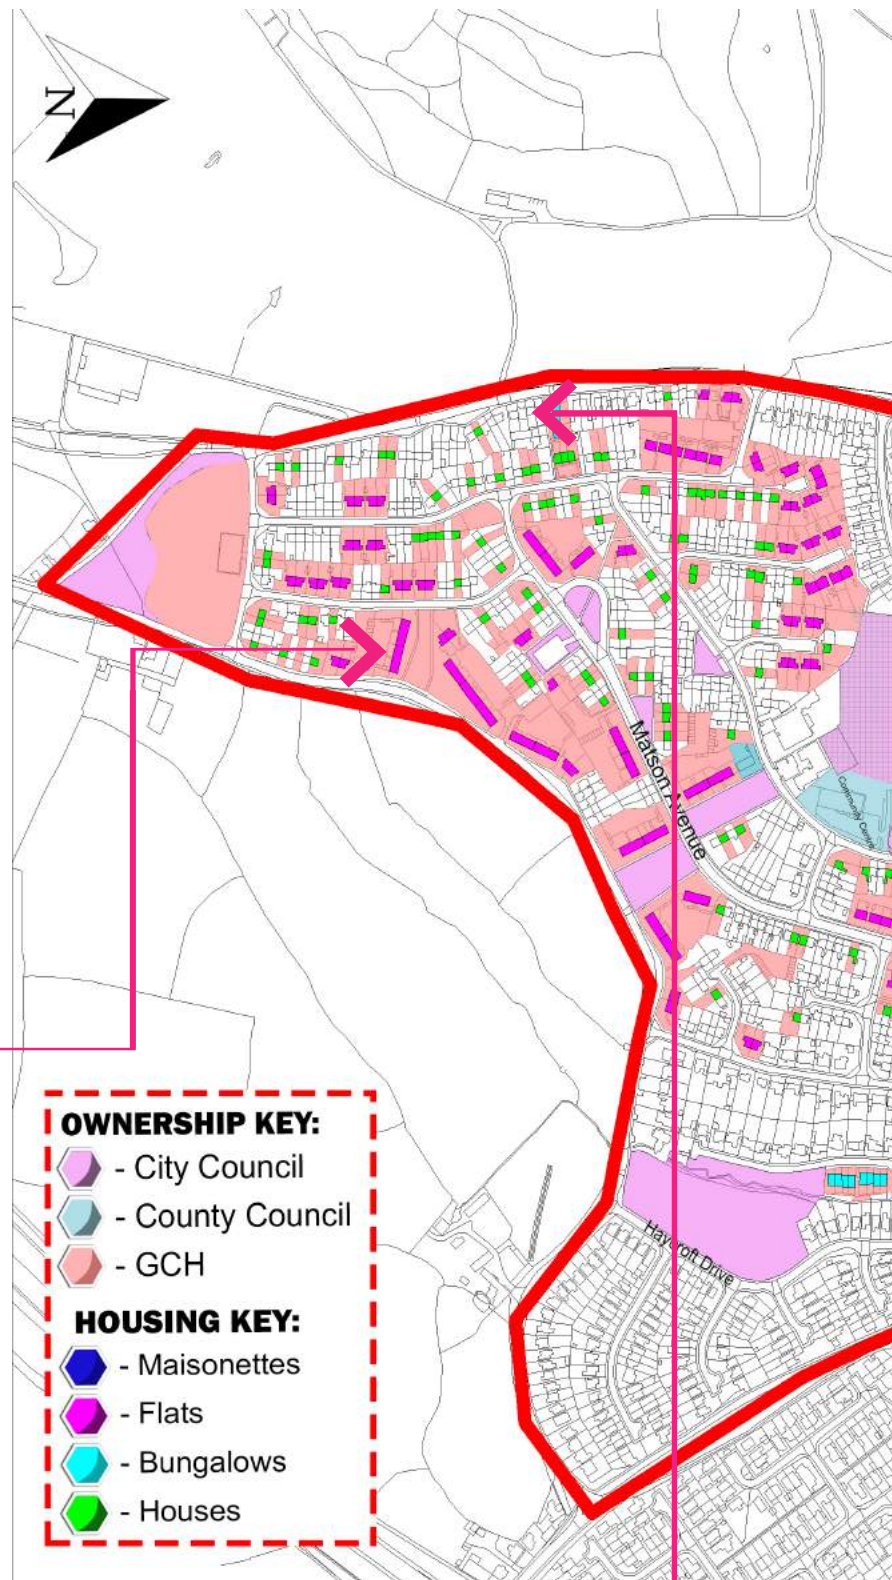 N
Matson Avenue
Community Centre
Haycroft Drive
OWNERSHIP KEY:
- City Council
- County Council
- GCH
HOUSING KEY:
- Maisonettes
- Flats
- Bungalows
- Houses